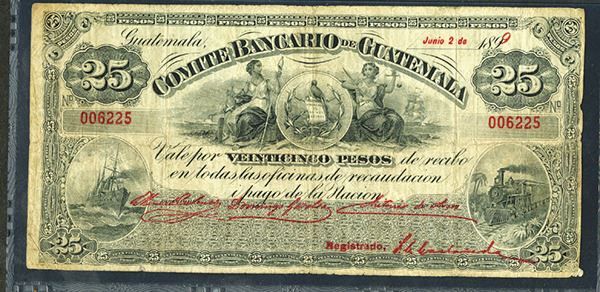 Guatemala, Junio 2 de 1899
COMITE BANCARIO DE GUATEMALA
25 25
Nº Nº
006225 006225
Vale por VEINTICINCO PESOS de recibo
en todas las oficinas de recaudacion
i pago de la Nacion
Registrado,
25 25